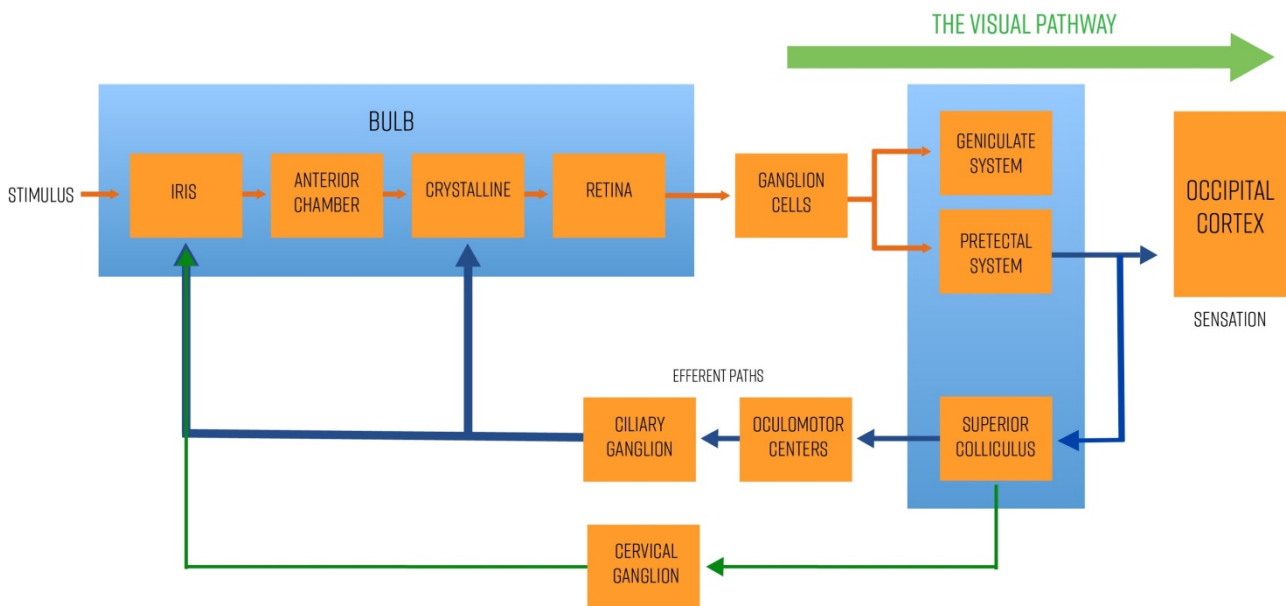 THE VISUAL PATHWAY
BULB
STIMULUS
IRIS
ANTERIOR
CHAMBER
CRYSTALLINE
RETINA
GANGLION
CELLS
GENICULATE
SYSTEM
PRETECTAL
SYSTEM
OCCIPITAL
CORTEX
SENSATION
EFFERENT PATHS
CILIARY
GANGLION
OCULOMOTOR
CENTERS
SUPERIOR
COLLICULUS
CERVICAL
GANGLION